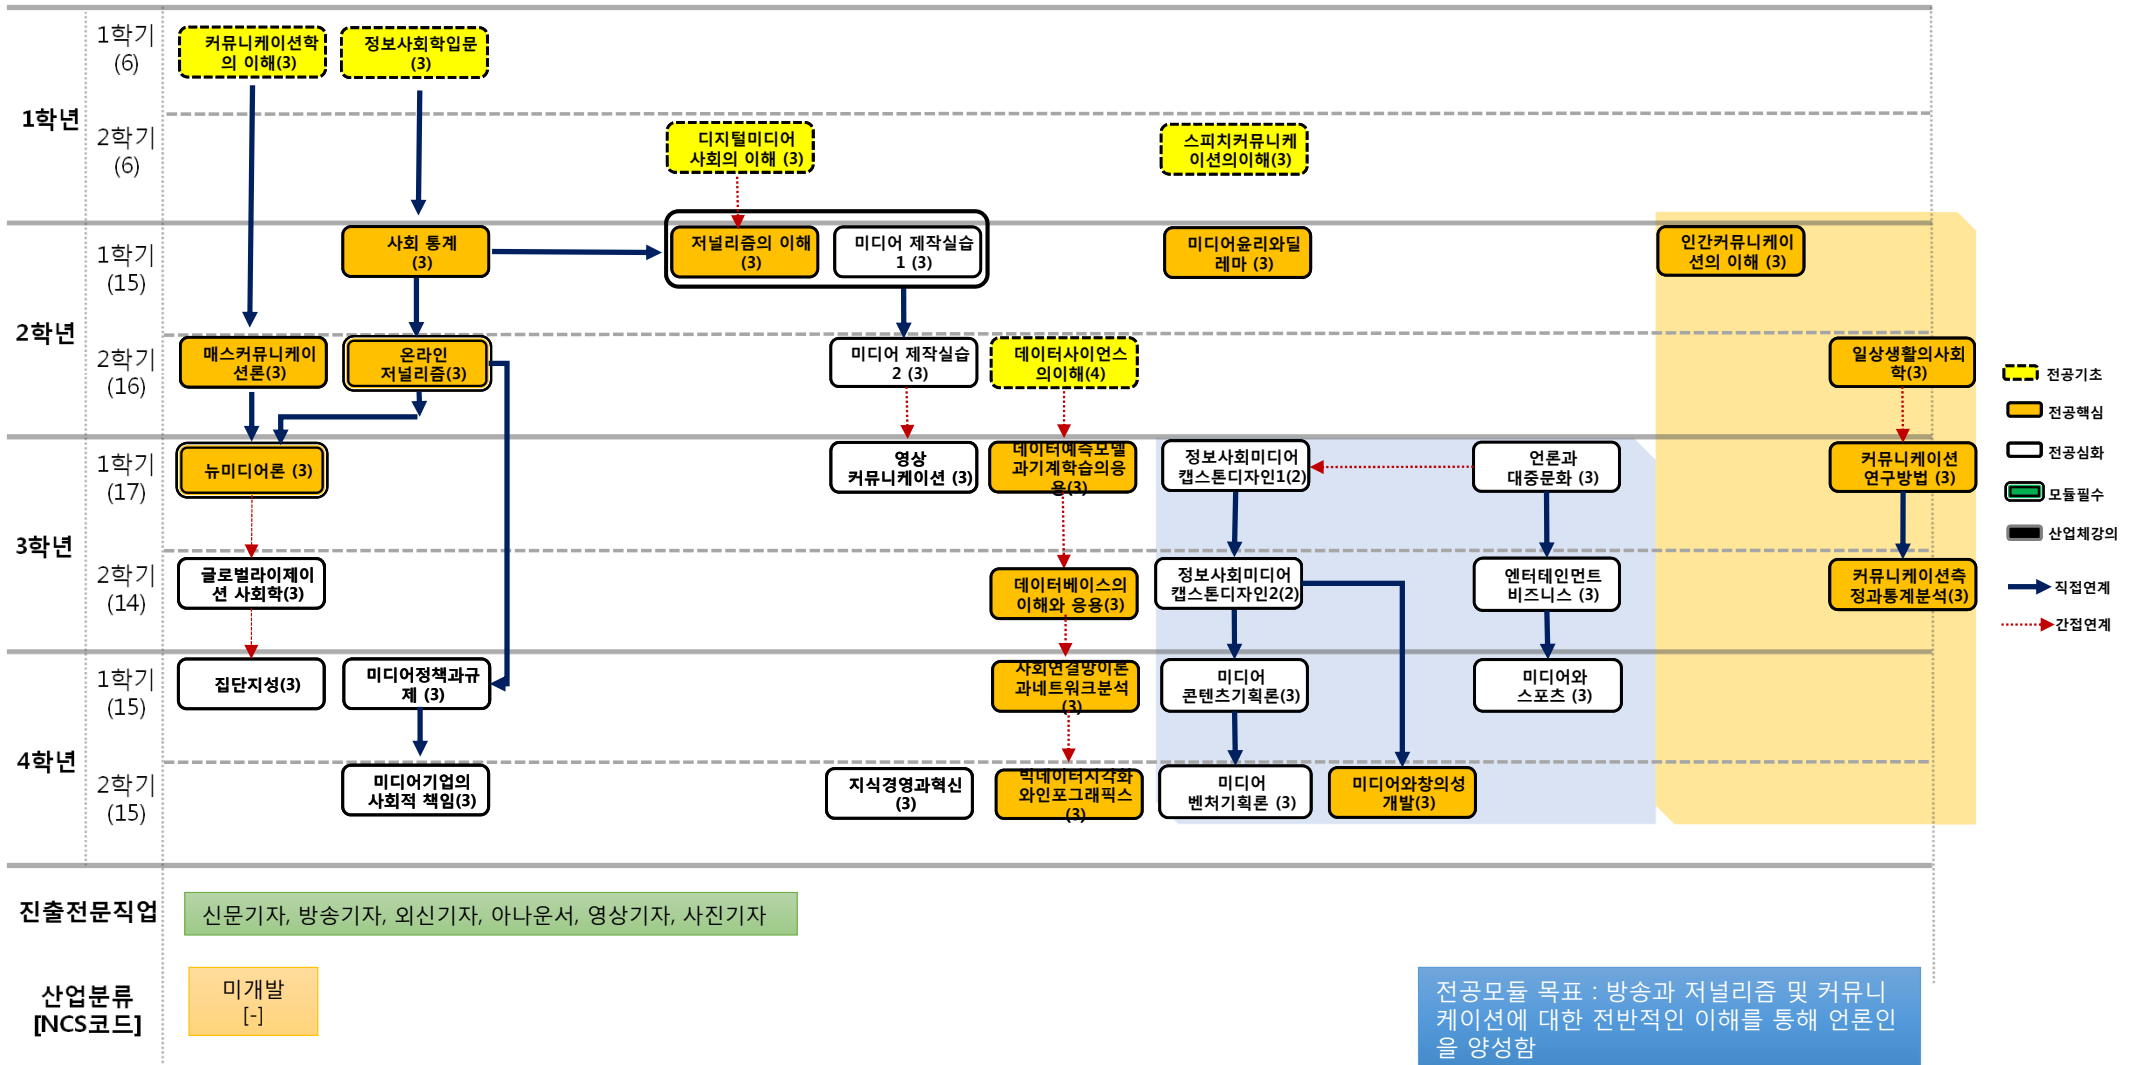 1학년
1학기
(6)
커뮤니케이션학
의 이해(3)
정보사회학입문
(3)
2학기
(6)
디지털미디어
사회의 이해 (3)
스피치커뮤니케
이션의이해(3)
2학년
1학기
(15)
사회 통계
(3)
저널리즘의 이해
(3)
미디어 제작실습
1 (3)
미디어윤리와딜
레마 (3)
인간커뮤니케이
션의 이해 (3)
2학기
(16)
매스커뮤니케이
션론(3)
온라인
저널리즘(3)
미디어 제작실습
2 (3)
데이터사이언스
의이해(4)
일상생활의사회
학(3)
3학년
1학기
(17)
뉴미디어론 (3)
영상
커뮤니케이션 (3)
데이터예측모델
과기계학습의응
용(3)
정보사회미디어
캡스톤디자인1(2)
언론과
대중문화 (3)
커뮤니케이션
연구방법 (3)
2학기
(14)
글로벌라이제이
션 사회학(3)
데이터베이스의
이해와 응용(3)
정보사회미디어
캡스톤디자인2(2)
엔터테인먼트
비즈니스 (3)
커뮤니케이션측
정과통계분석(3)
4학년
1학기
(15)
집단지성(3)
미디어정책과규
제 (3)
사회연결망이론
과네트워크분석
(3)
미디어
콘텐츠기획론(3)
미디어와
스포츠 (3)
2학기
(15)
미디어기업의
사회적 책임(3)
지식경영과혁신
(3)
빅데이터시각화
와인포그래픽스
(3)
미디어
벤처기획론 (3)
미디어와창의성
개발(3)
전공기초
전공핵심
전공심화
모듈필수
산업체강의
직접연계
간접연계
진출전문직업
신문기자, 방송기자, 외신기자, 아나운서, 영상기자, 사진기자
산업분류
[NCS코드]
미개발
[-]
전공모듈 목표 : 방송과 저널리즘 및 커뮤니
케이션에 대한 전반적인 이해를 통해 언론인
을 양성함